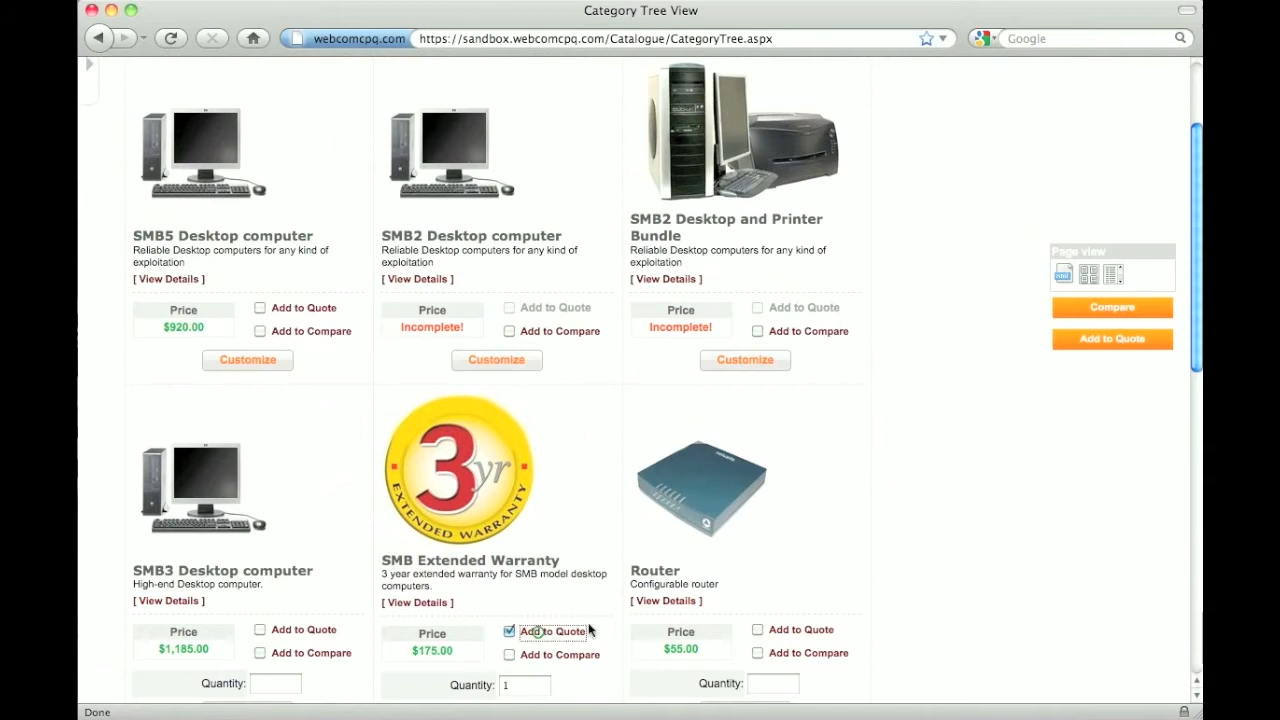 Category Tree View
webcomcpq.com
https://sandbox.webcomcpq.com/Catalogue/CategoryTree.aspx
Google
SMB5 Desktop computer
Reliable Desktop computers for any kind of
exploitation
[ View Details ]
Price
$920.00
Add to Quote
Add to Compare
Customize
SMB2 Desktop computer
Reliable Desktop computers for any kind of
exploitation
[ View Details ]
Price
Incomplete!
Add to Quote
Add to Compare
Customize
SMB2 Desktop and Printer
Bundle
Reliable Desktop computers for any kind of
exploitation
[ View Details ]
Price
Incomplete!
Add to Quote
Add to Compare
Customize
Page view
Compare
Add to Quote
SMB3 Desktop computer
High-end Desktop computer.
[ View Details ]
Price
$1,185.00
Add to Quote
Add to Compare
Quantity:
3yr
EXTENDED WARRANTY
SMB Extended Warranty
3 year extended warranty for SMB model desktop
computers.
[ View Details ]
Price
$175.00
Add to Quote
Add to Compare
Quantity: 1
Router
Configurable router
[ View Details ]
Price
$55.00
Add to Quote
Add to Compare
Quantity:
Done